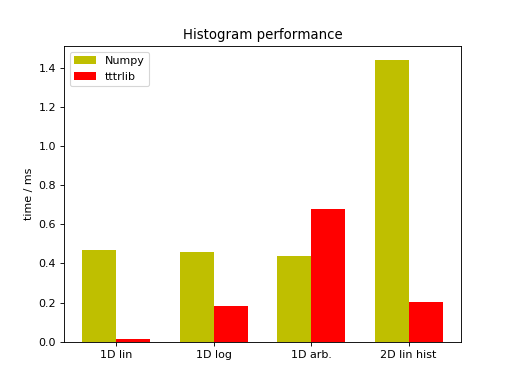 Histogram performance
Numpy
tttrlib
time / ms
1.4
1.2
1.0
0.8
0.6
0.4
0.2
0.0
1D lin
1D log
1D arb.
2D lin hist